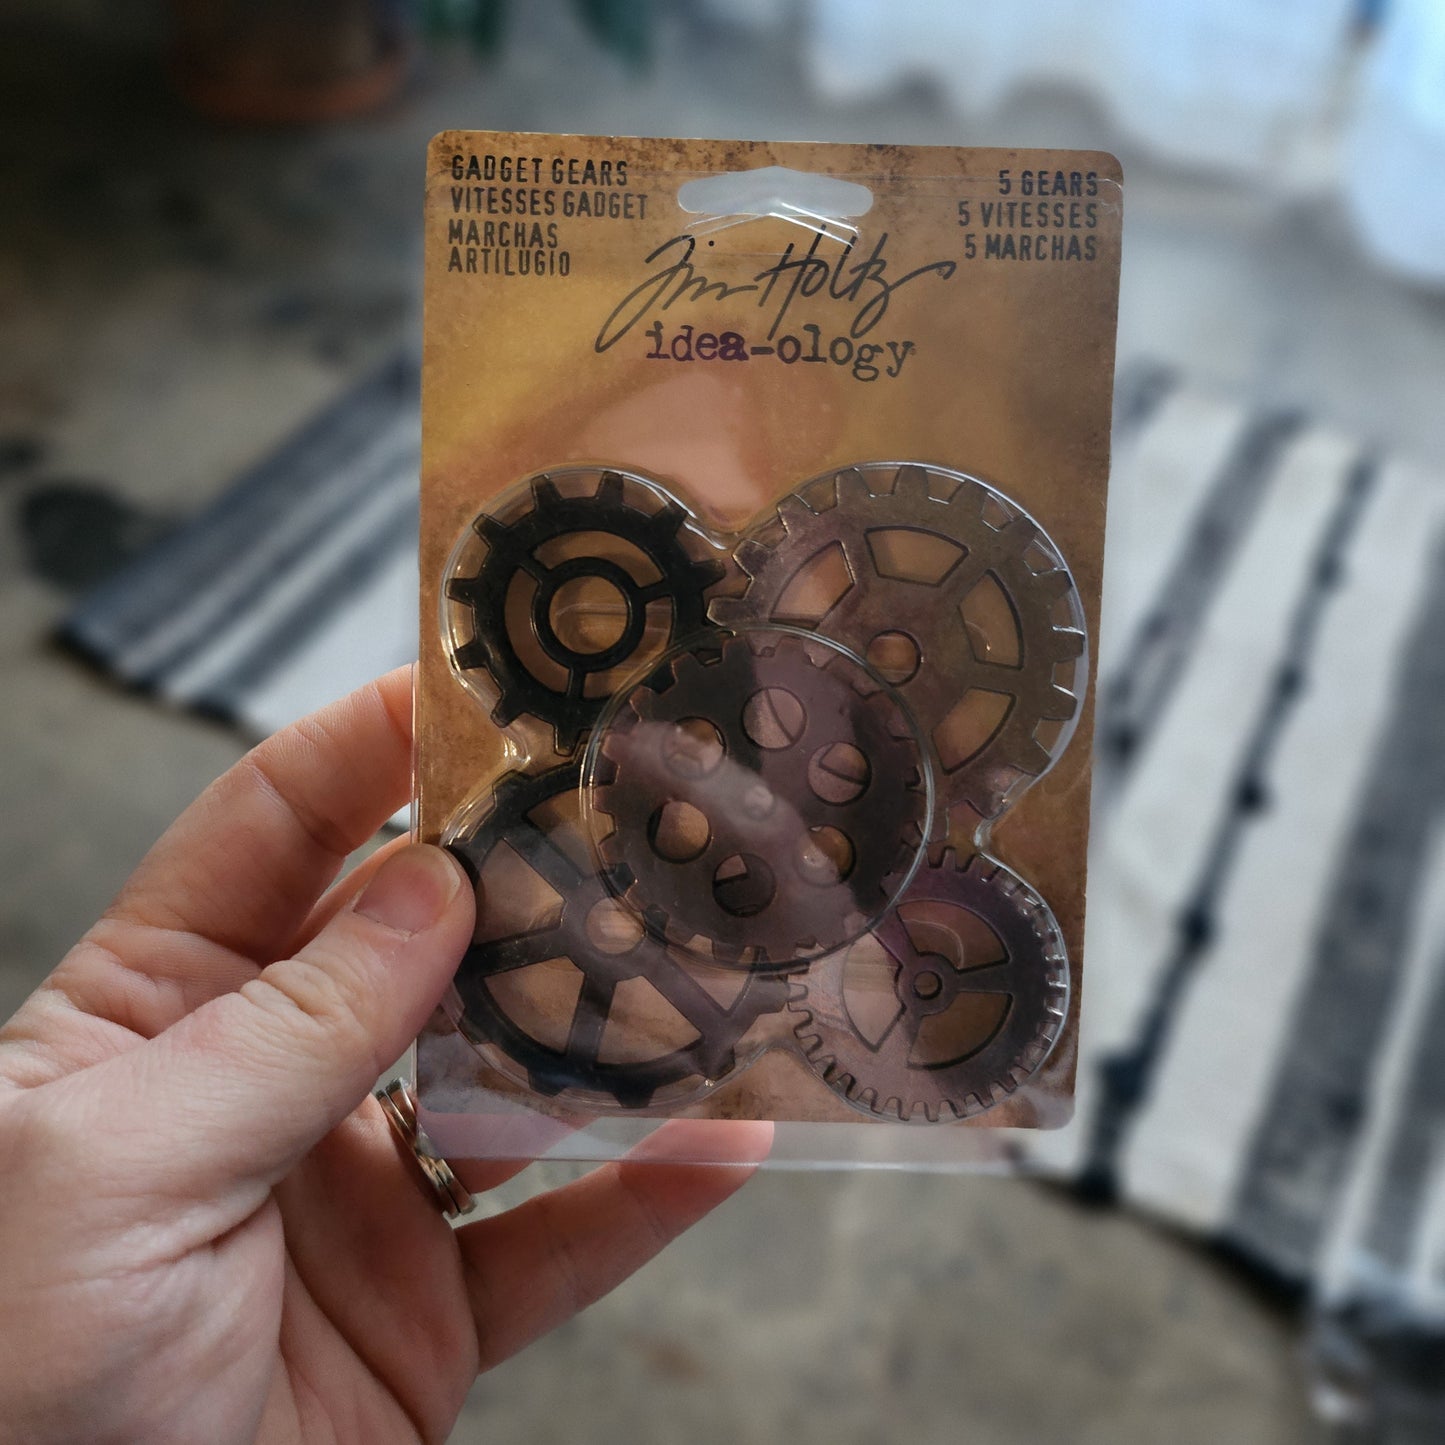 GADGET GEARS
VITESSES GADGET
MARCHAS
ARTILUGIO
5 GEARS
5 VITESSES
5 MARCHAS
Tim Holtz
idea-ology